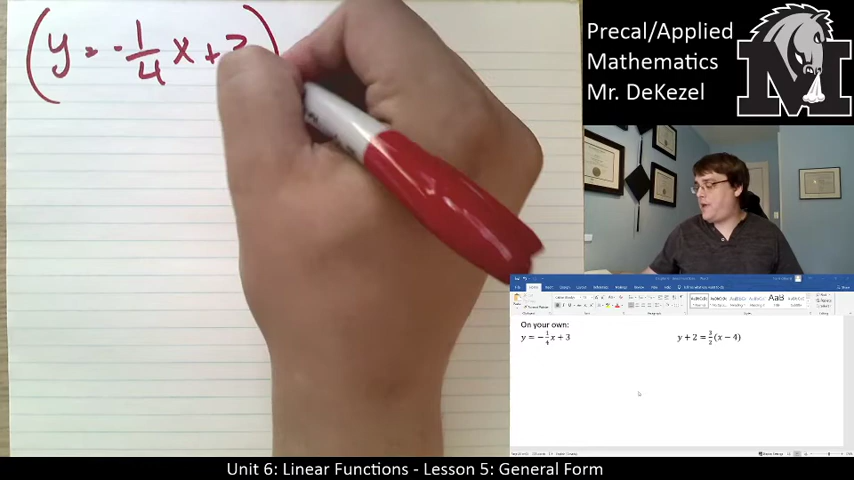 (y = -1/4 x + 3)
Precal/Applied
Mathematics
Mr. DeKezel
M
On your own:
y = −1/4 x + 3
y + 2 = 3/2 (x − 4)
Unit 6: Linear Functions - Lesson 5: General Form